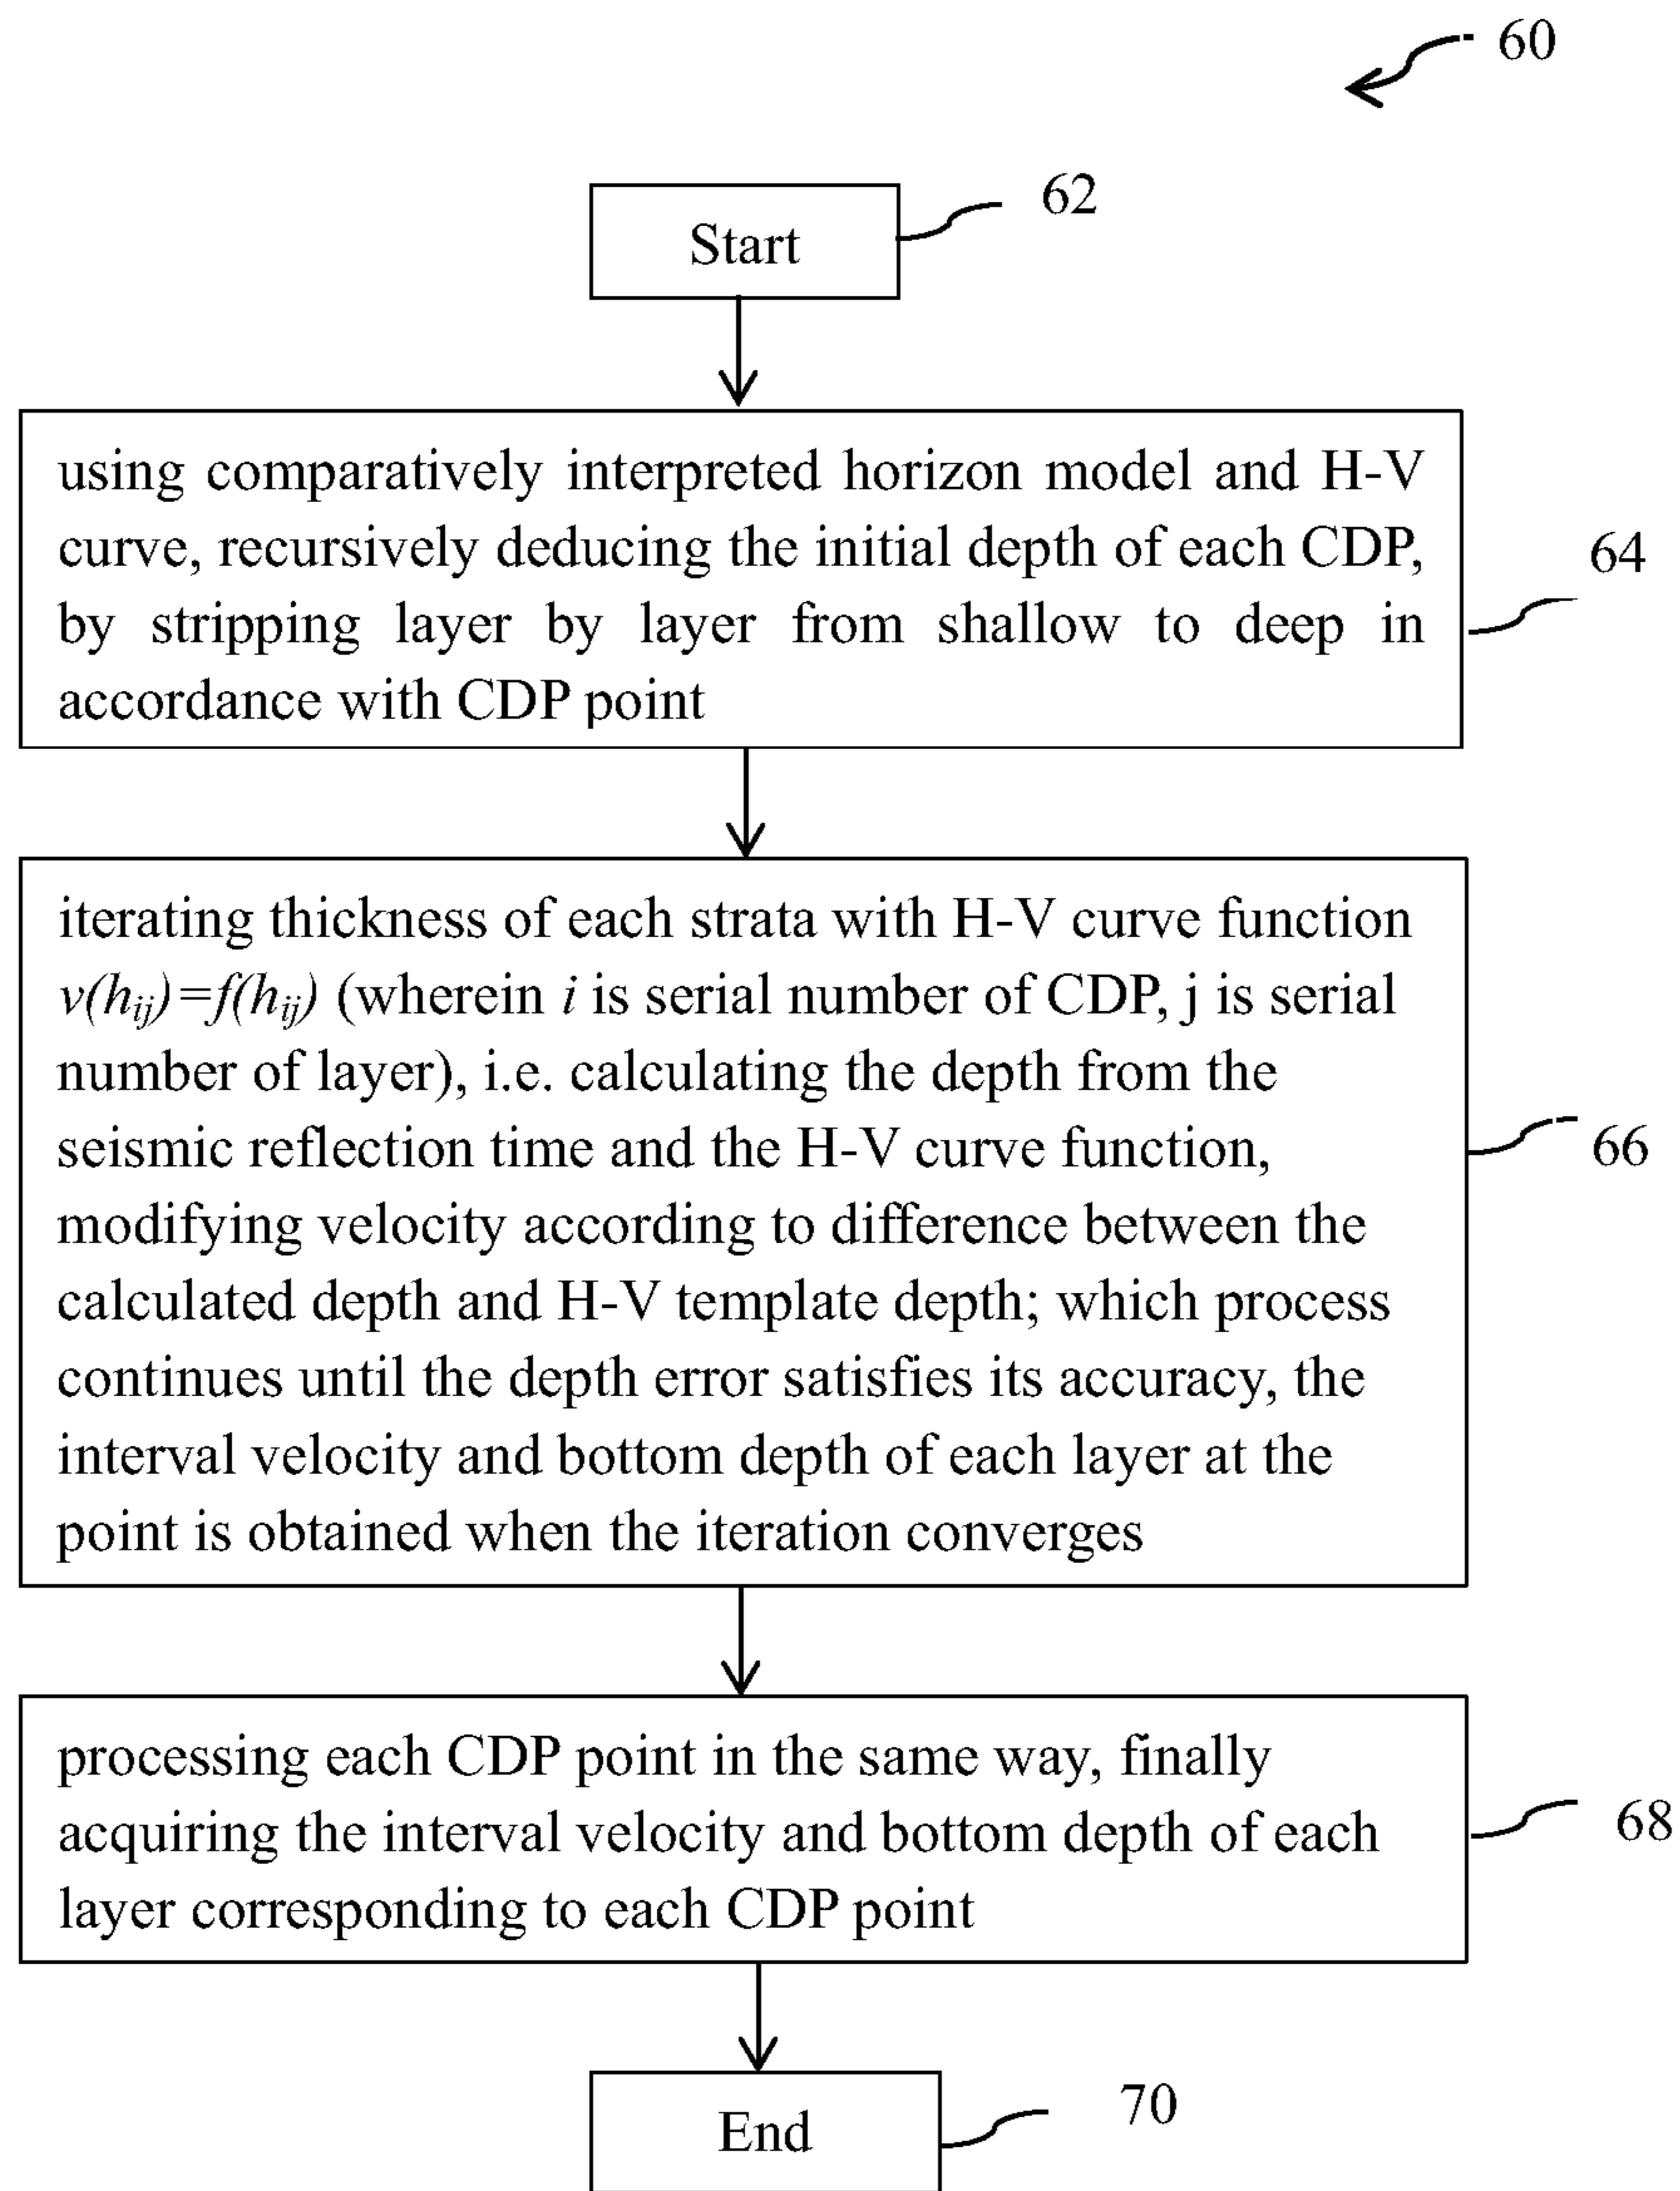 60
62
Start
using comparatively interpreted horizon model and H-V
curve, recursively deducing the initial depth of each CDP,
by stripping layer by layer from shallow to deep in
accordance with CDP point
64
iterating thickness of each strata with H-V curve function
v(hij)=f(hij) (wherein i is serial number of CDP, j is serial
number of layer), i.e. calculating the depth from the
seismic reflection time and the H-V curve function,
modifying velocity according to difference between the
calculated depth and H-V template depth; which process
continues until the depth error satisfies its accuracy, the
interval velocity and bottom depth of each layer at the
point is obtained when the iteration converges
66
processing each CDP point in the same way, finally
acquiring the interval velocity and bottom depth of each
layer corresponding to each CDP point
68
End
70